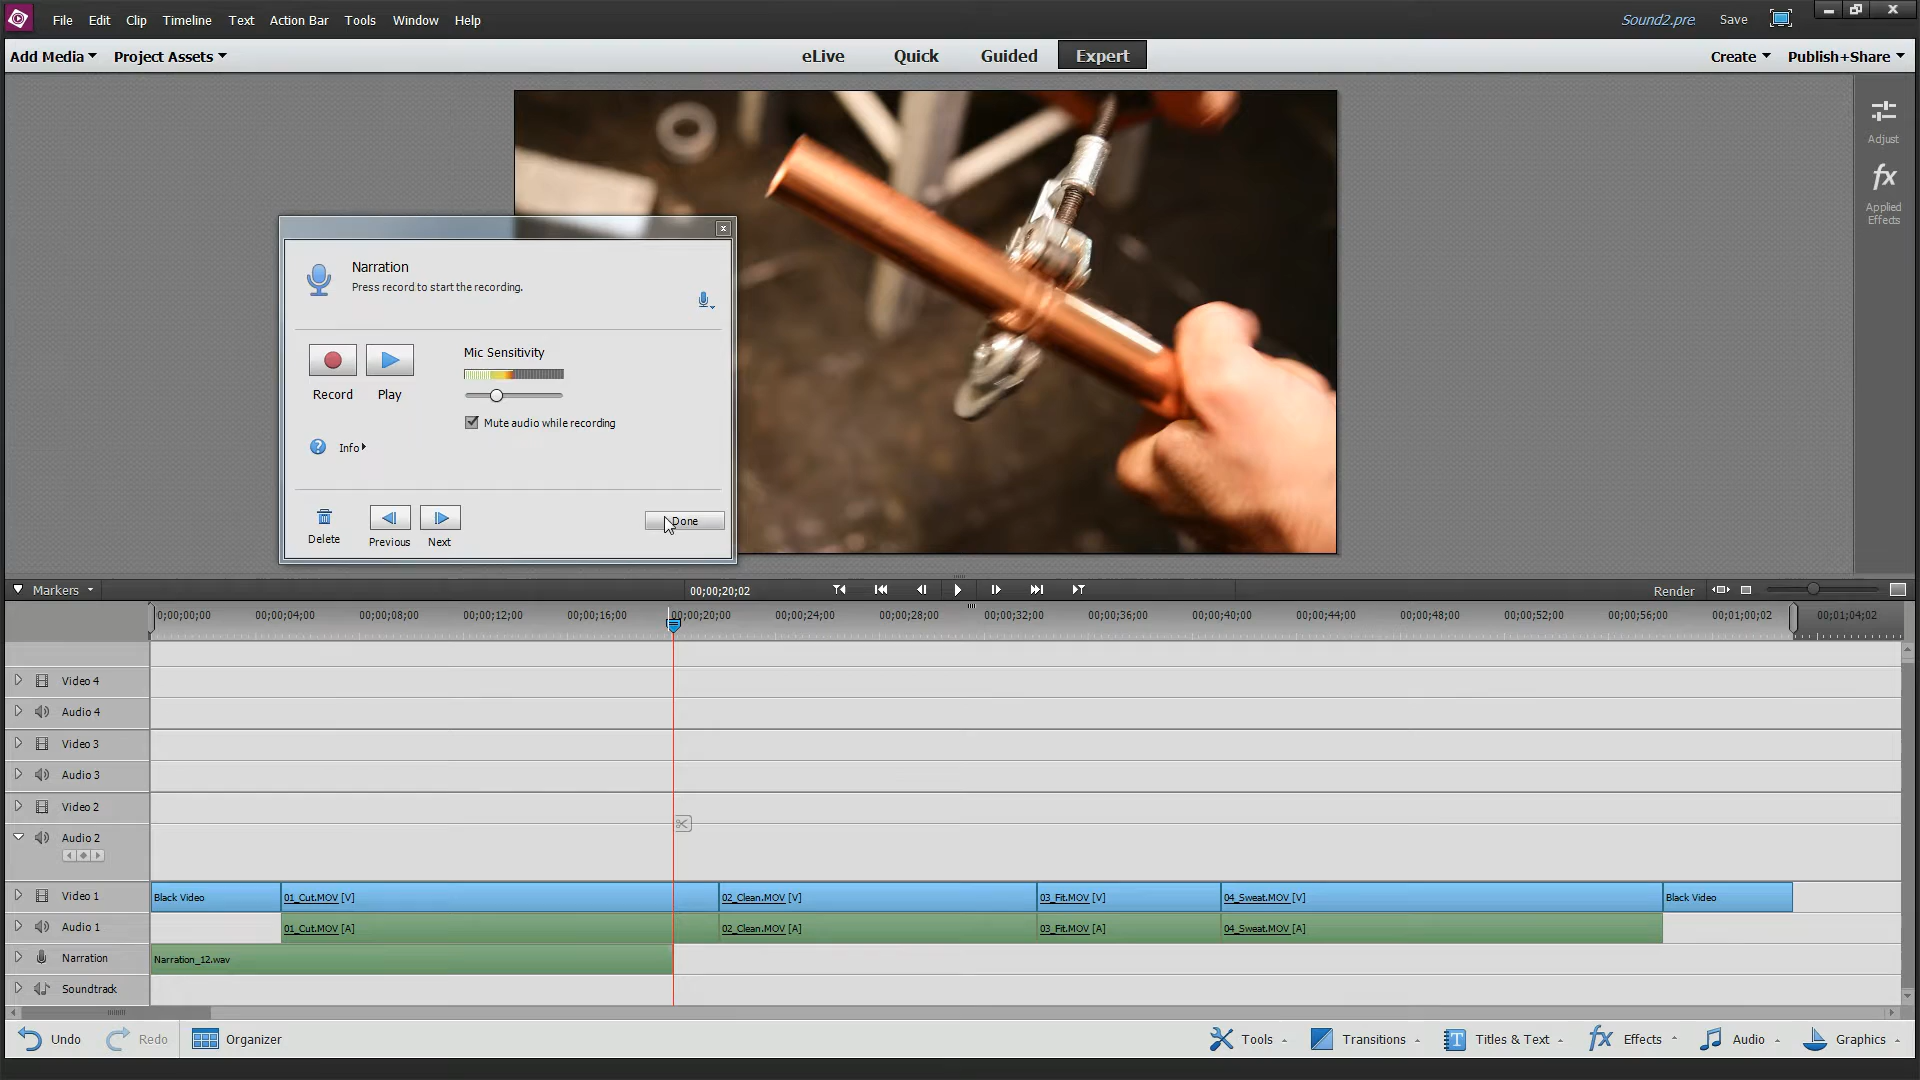 File Edit Clip Timeline Text Action Bar Tools Window Help Sound2.pre Save
Add Media Project Assets eLive Quick Guided Expert Create Publish+Share
Adjust
fx
Applied
Effects
Narration
Press record to start the recording.
Mic Sensitivity
Record Play
Mute audio while recording
? Info
Done
Delete Previous Next
Markers 00;00;20;02 Render
0;00;00;00 00;00;04;00 00;00;08;00 00;00;12;00 00;00;16;00 00;00;20;00 00;00;24;00 00;00;28;00 00;00;32;00 00;00;36;00 00;00;40;00 00;00;44;00 00;00;48;00 00;00;52;00 00;00;56;00 00;01;00;02 00;01;04;02
Video 4
Audio 4
Video 3
Audio 3
Video 2
Audio 2
Video 1 Black Video 01_Cut.MOV [V] 02_Clean.MOV [V] 03_Fit.MOV [V] 04_Sweat.MOV [V] Black Video
Audio 1 01_Cut.MOV [A] 02_Clean.MOV [A] 03_Fit.MOV [A] 04_Sweat.MOV [A]
Narration Narration_12.wav
Soundtrack
Undo Redo Organizer Tools Transitions T Titles & Text fx Effects Audio Graphics